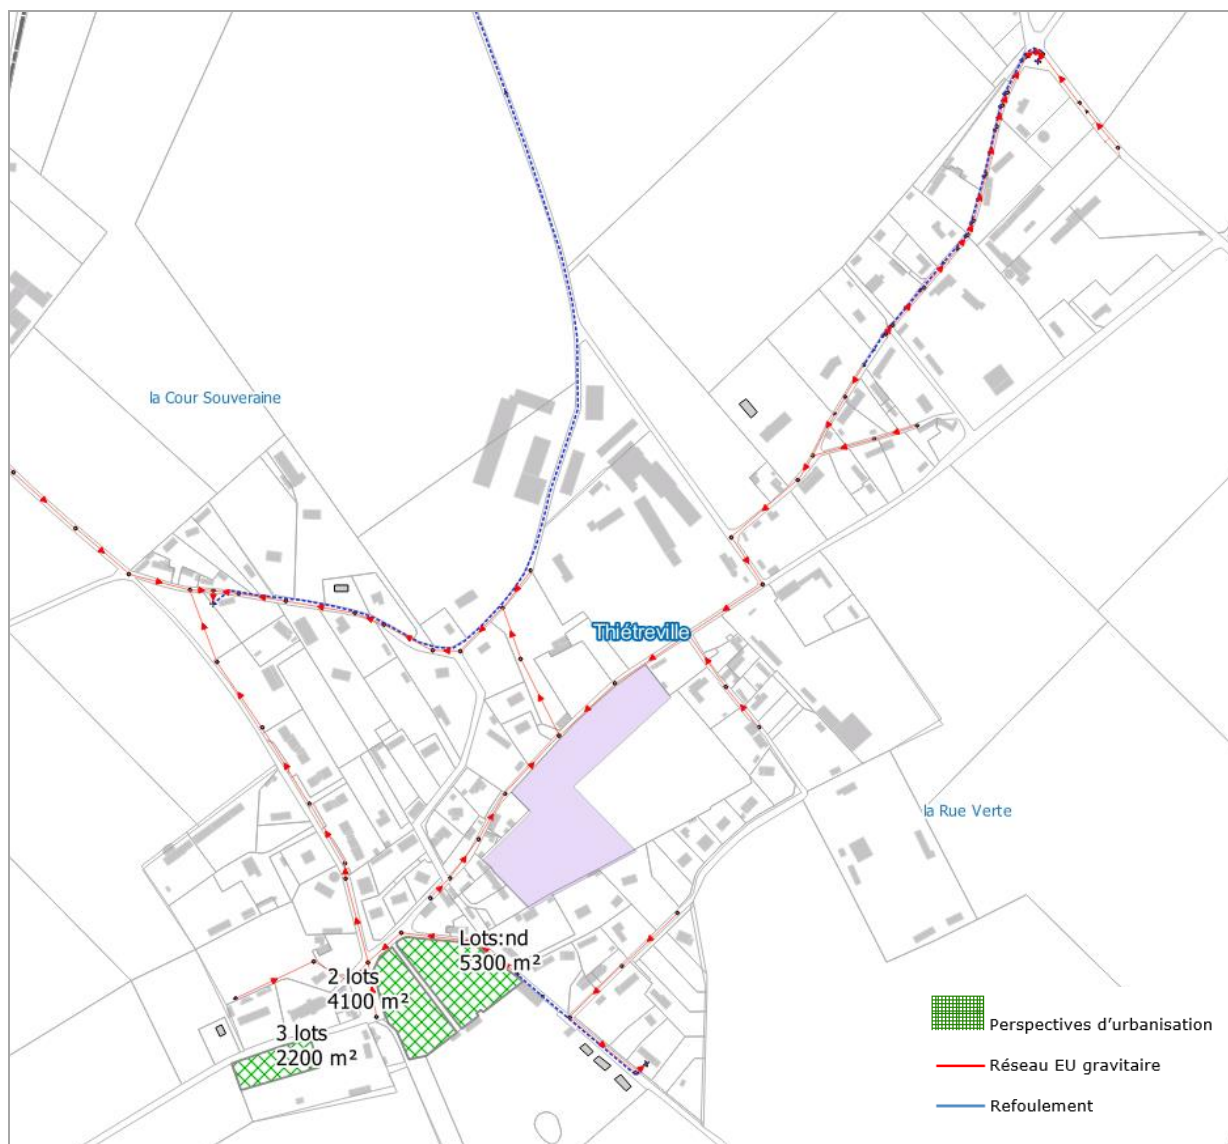 la Cour Souveraine
Thiétreville
la Rue Verte
Lots:nd
5300 m²
2 lots
4100 m²
3 lots
2200 m²
Perspectives d'urbanisation
Réseau EU gravitaire
Refoulement